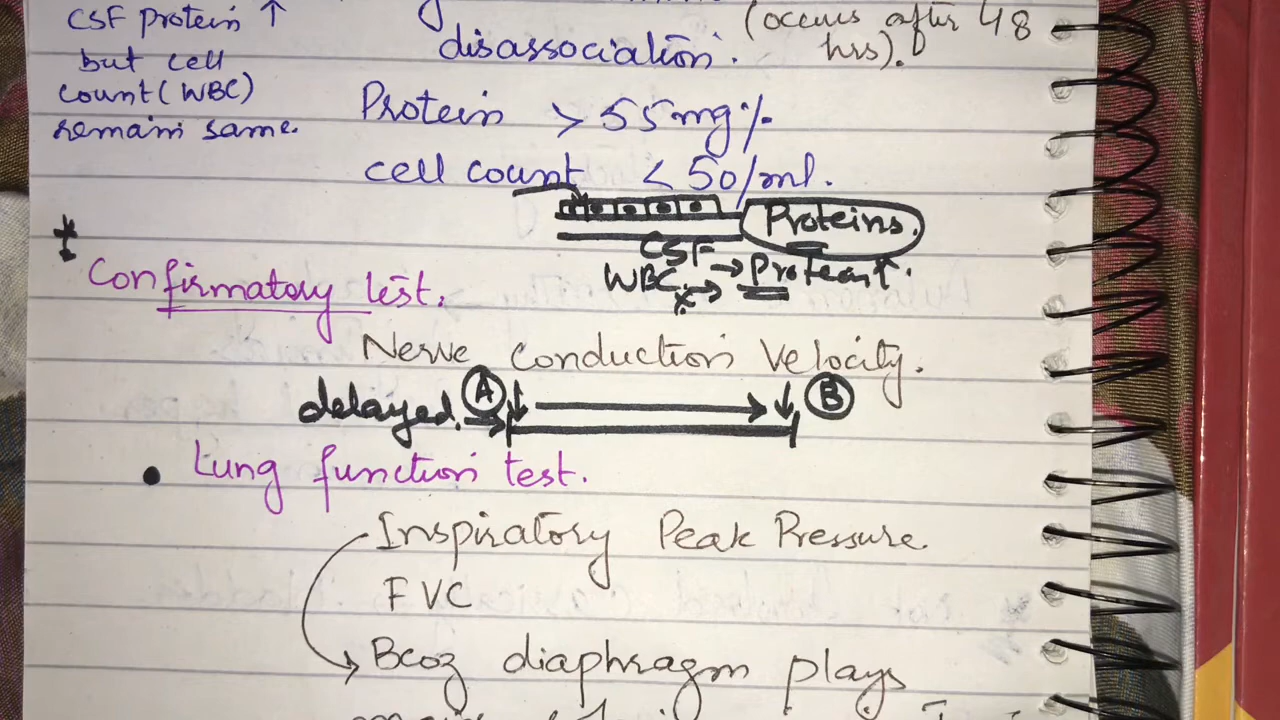 CSF protein ↑
but cell
count (WBC)
remain same.
(occurs after 48
hrs).
disassociation.
Protein > 55 mg%
cell count < 50/ml.
Proteins.
CSF
WBC → Protein ↑.
x →
* Confirmatory test.
Nerve conduction velocity.
delayed. → A → B
• Lung function test.
Inspiratory Peak Pressure.
FVC
→ Bcoz diaphragm plays